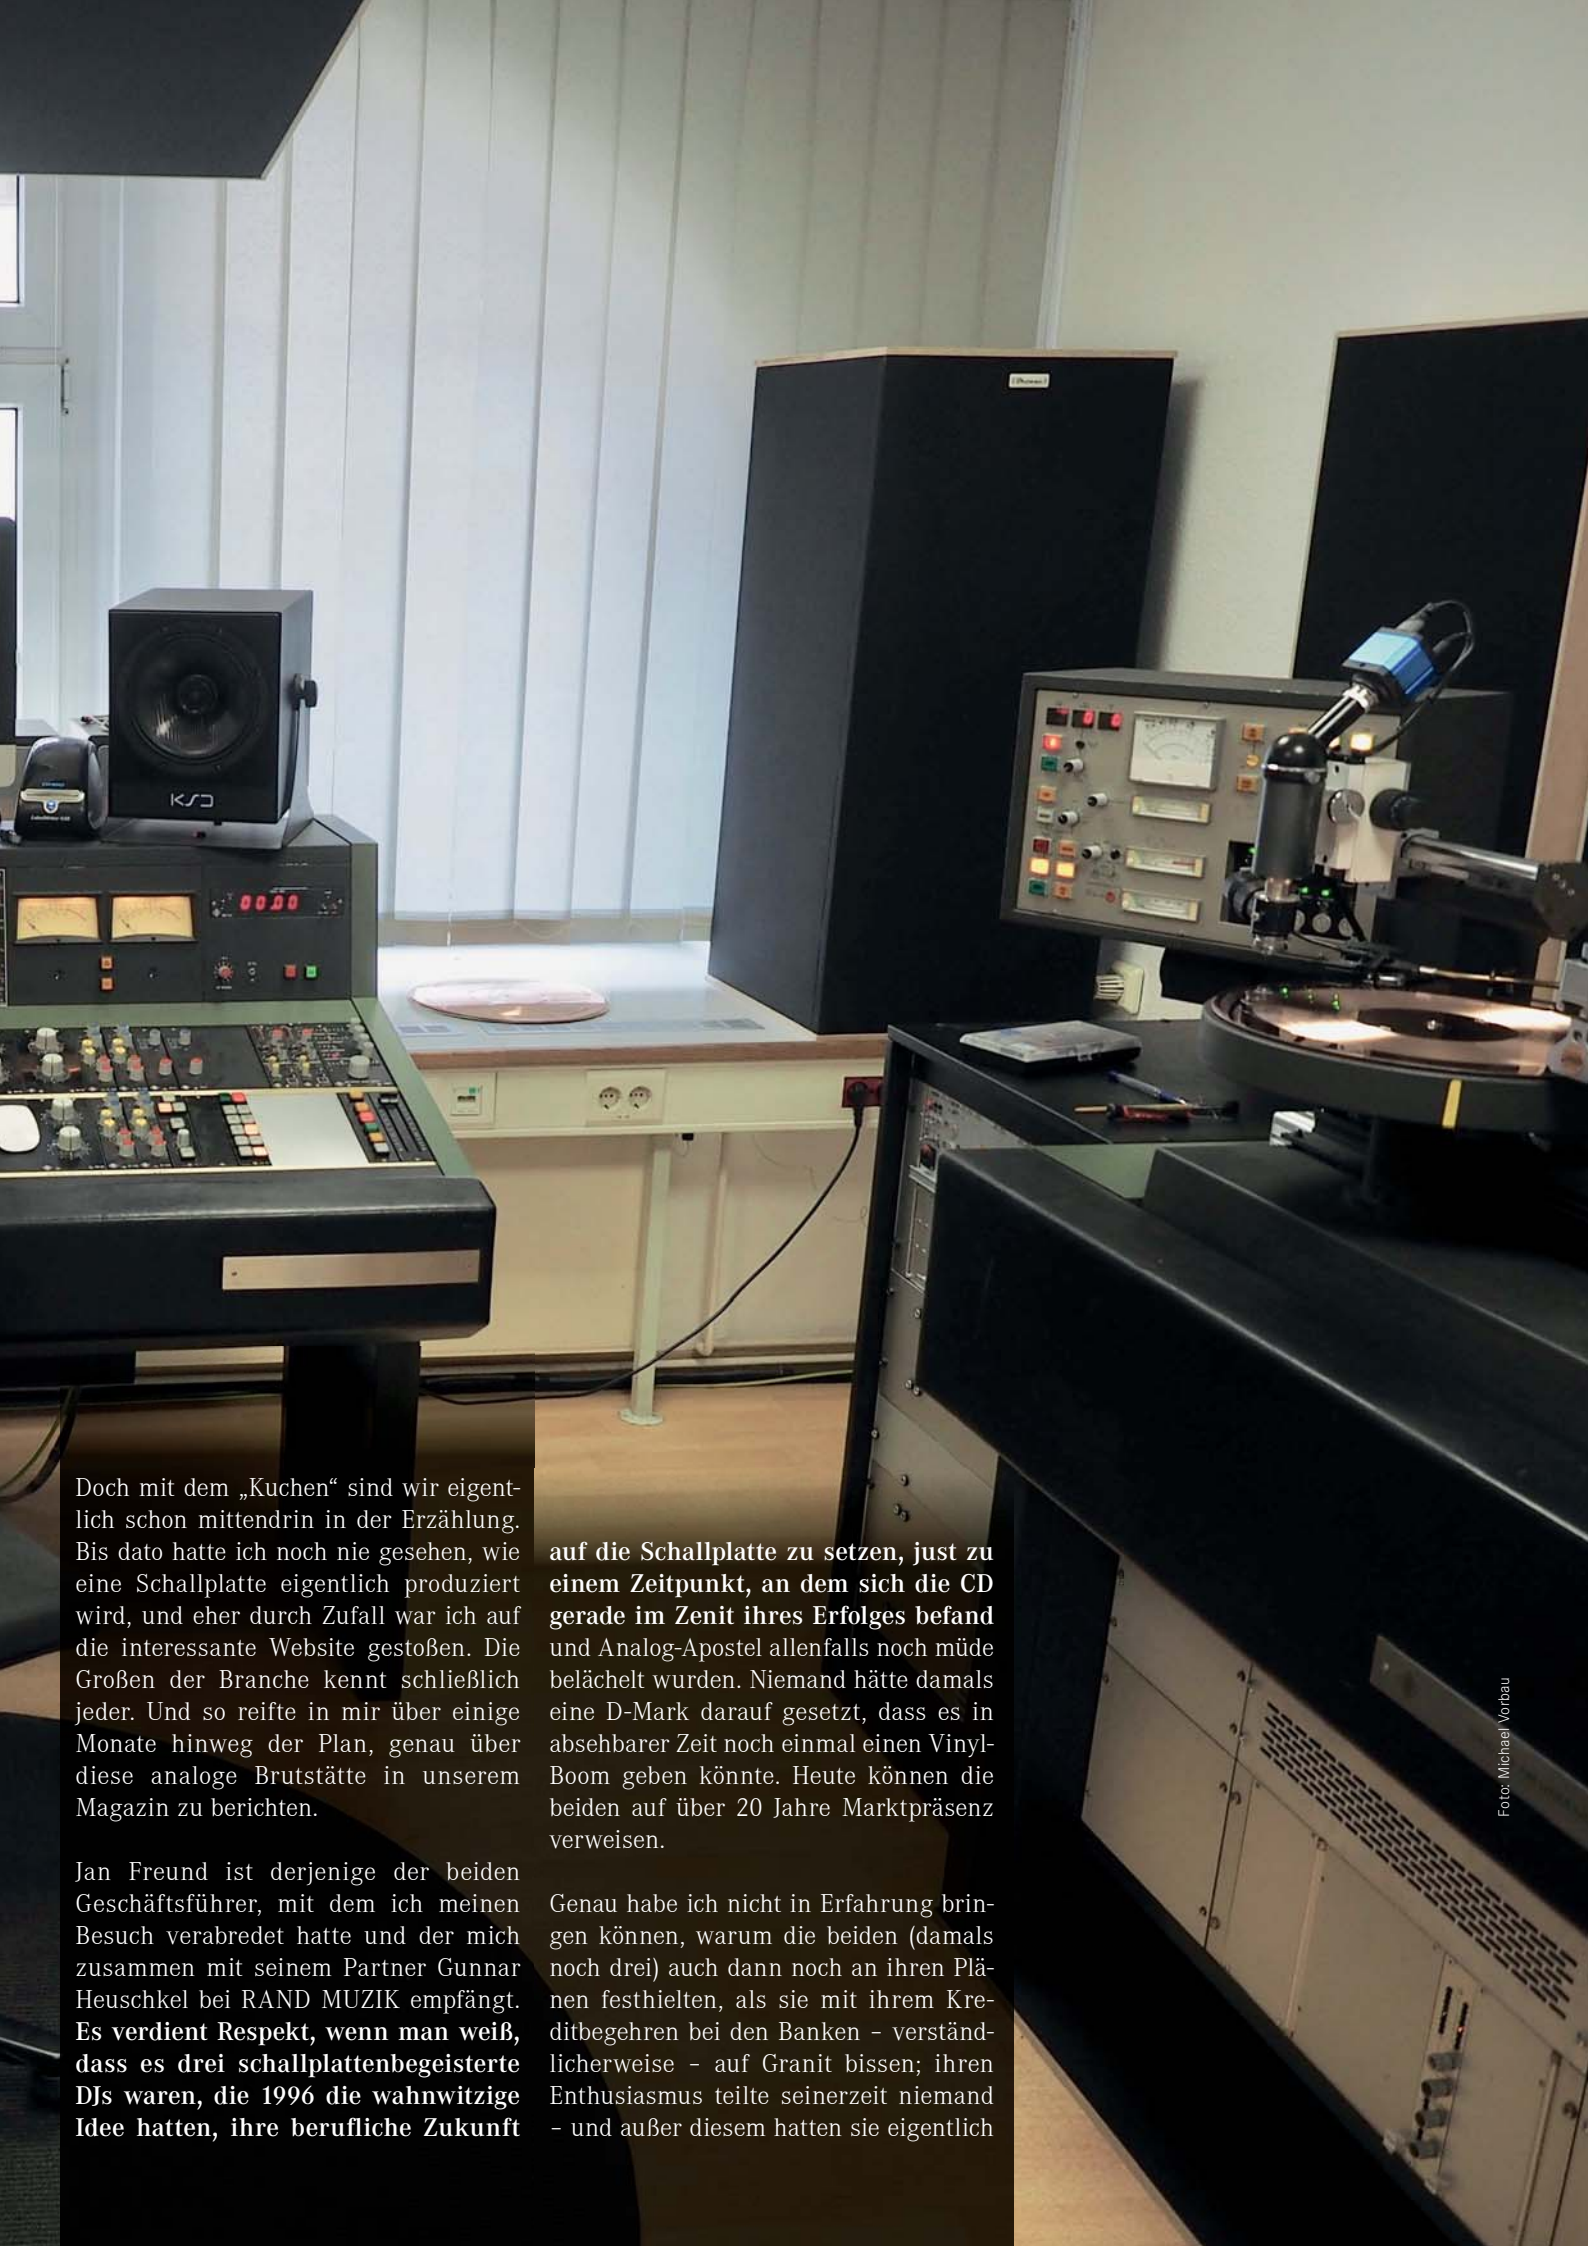 KSD
00.00
Doch mit dem „Kuchen“ sind wir eigent-
lich schon mittendrin in der Erzählung.
Bis dato hatte ich noch nie gesehen, wie
eine Schallplatte eigentlich produziert
wird, und eher durch Zufall war ich auf
die interessante Website gestoßen. Die
Großen der Branche kennt schließlich
jeder. Und so reifte in mir über einige
Monate hinweg der Plan, genau über
diese analoge Brutstätte in unserem
Magazin zu berichten.
Jan Freund ist derjenige der beiden
Geschäftsführer, mit dem ich meinen
Besuch verabredet hatte und der mich
zusammen mit seinem Partner Gunnar
Heuschkel bei RAND MUZIK empfängt.
Es verdient Respekt, wenn man weiß,
dass es drei schallplattenbegeisterte
DJs waren, die 1996 die wahnwitzige
Idee hatten, ihre berufliche Zukunft
auf die Schallplatte zu setzen, just zu
einem Zeitpunkt, an dem sich die CD
gerade im Zenit ihres Erfolges befand
und Analog-Apostel allenfalls noch müde
belächelt wurden. Niemand hätte damals
eine D-Mark darauf gesetzt, dass es in
absehbarer Zeit noch einmal einen Vinyl-
Boom geben könnte. Heute können die
beiden auf über 20 Jahre Marktpräsenz
verweisen.
Genau habe ich nicht in Erfahrung brin-
gen können, warum die beiden (damals
noch drei) auch dann noch an ihren Plä-
nen festhielten, als sie mit ihrem Kre-
ditbegehren bei den Banken – verständ-
licherweise – auf Granit bissen; ihren
Enthusiasmus teilte seinerzeit niemand
– und außer diesem hatten sie eigentlich
Foto: Michael Vorbau